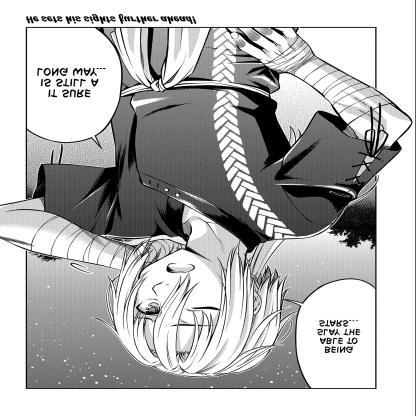 BEING
ABLE TO
SLAY THE
STARS...
IT SURE
IS STILL A
LONG WAY...
He sets his sights further ahead!